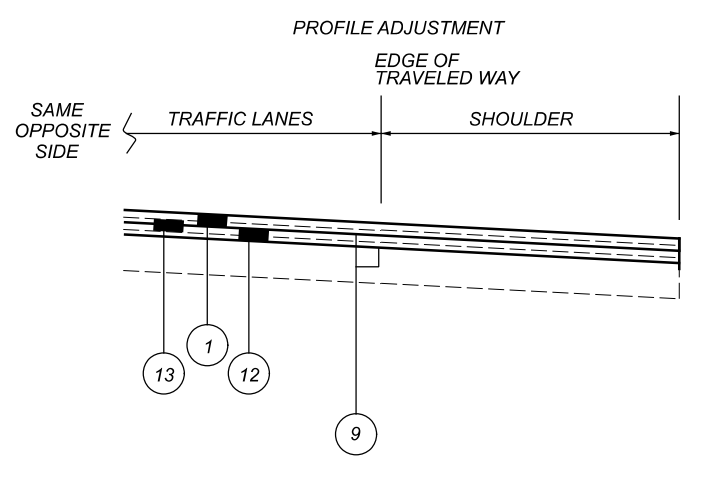 PROFILE ADJUSTMENT
EDGE OF
TRAVELED WAY
SAME
OPPOSITE
SIDE
TRAFFIC LANES
SHOULDER
1
13
12
9